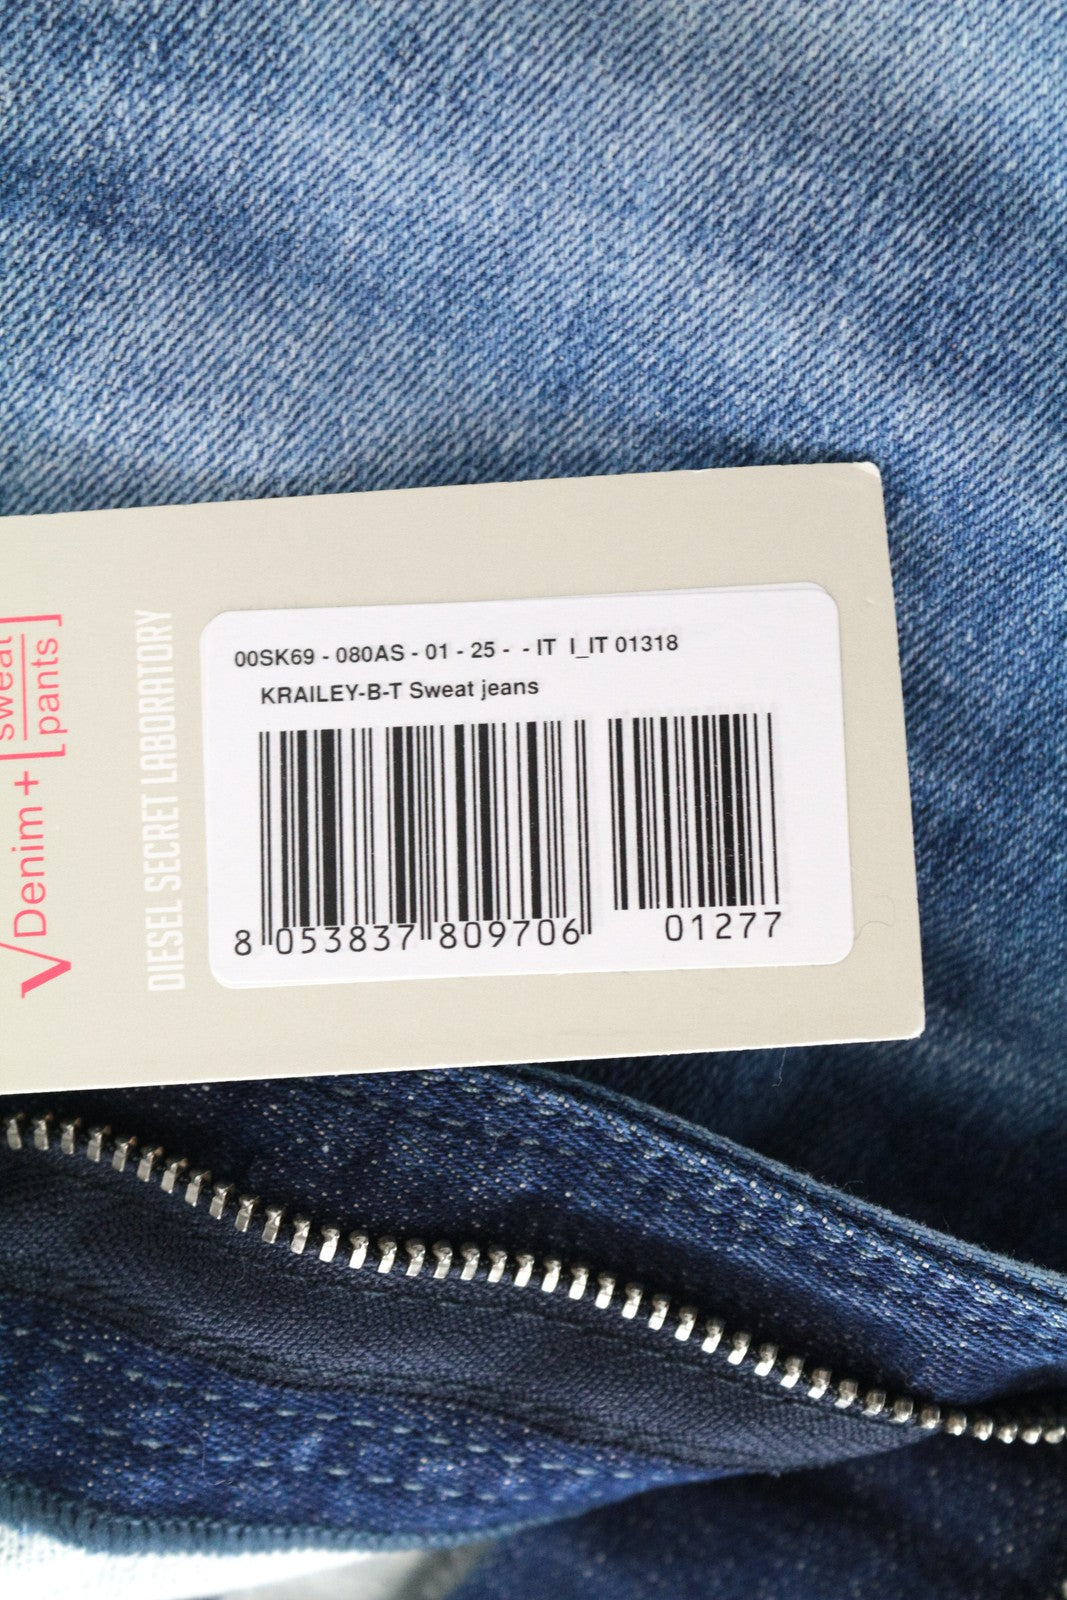 00SK69 - 080AS - 01 - 25 - - IT I_IT 01318
KRAILEY-B-T Sweat jeans
8 053837 809706
01277
DIESEL SECRET LABORATORY
Denim + [sweat
pants]